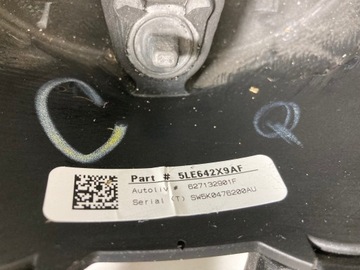 Part # 5LE642X9AF
Autoliv # 627132901F
Serial (T) SW5K0476200AU